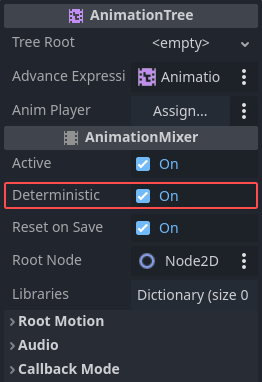 AnimationTree
Tree Root <empty>
Advance Expressi Animatio
Anim Player Assign...
AnimationMixer
Active On
Deterministic On
Reset on Save On
Root Node Node2D
Libraries Dictionary (size 0
Root Motion
Audio
Callback Mode